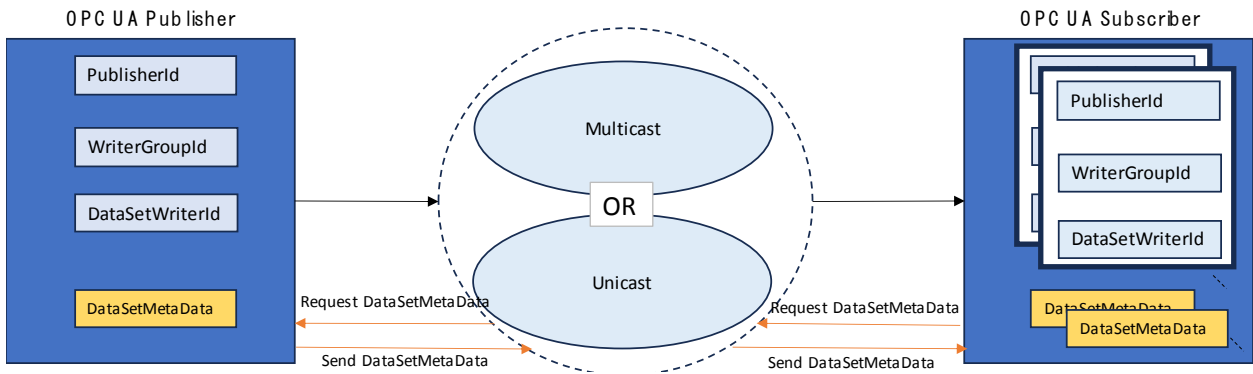 OPC UA Publisher
PublisherId
WriterGroupId
DataSetWriterId
DataSetMetaData
Multicast
OR
Unicast
Request DataSetMetaData
Send DataSetMetaData
Request DataSetMetaData
Send DataSetMetaData
OPC UA Subscriber
PublisherId
WriterGroupId
DataSetWriterId
DataSetMetaData
DataSetMetaData